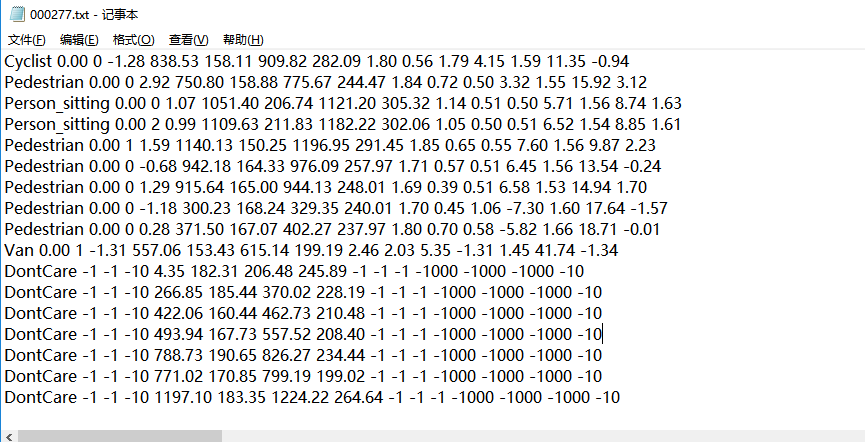 000277.txt - 记事本
文件(F) 编辑(E) 格式(O) 查看(V) 帮助(H)
Cyclist 0.00 0 -1.28 838.53 158.11 909.82 282.09 1.80 0.56 1.79 4.15 1.59 11.35 -0.94
Pedestrian 0.00 0 2.92 750.80 158.88 775.67 244.47 1.84 0.72 0.50 3.32 1.55 15.92 3.12
Person_sitting 0.00 0 1.07 1051.40 206.74 1121.20 305.32 1.14 0.51 0.50 5.71 1.56 8.74 1.63
Person_sitting 0.00 2 0.99 1109.63 211.83 1182.22 302.06 1.05 0.50 0.51 6.52 1.54 8.85 1.61
Pedestrian 0.00 1 1.59 1140.13 150.25 1196.95 291.45 1.85 0.65 0.55 7.60 1.56 9.87 2.23
Pedestrian 0.00 0 -0.68 942.18 164.33 976.09 257.97 1.71 0.57 0.51 6.45 1.56 13.54 -0.24
Pedestrian 0.00 0 1.29 915.64 165.00 944.13 248.01 1.69 0.39 0.51 6.58 1.53 14.94 1.70
Pedestrian 0.00 0 -1.18 300.23 168.24 329.35 240.01 1.70 0.45 1.06 -7.30 1.60 17.64 -1.57
Pedestrian 0.00 0 0.28 371.50 167.07 402.27 237.97 1.80 0.70 0.58 -5.82 1.66 18.71 -0.01
Van 0.00 1 -1.31 557.06 153.43 615.14 199.19 2.46 2.03 5.35 -1.31 1.45 41.74 -1.34
DontCare -1 -1 -10 4.35 182.31 206.48 245.89 -1 -1 -1 -1000 -1000 -1000 -10
DontCare -1 -1 -10 266.85 185.44 370.02 228.19 -1 -1 -1 -1000 -1000 -1000 -10
DontCare -1 -1 -10 422.06 160.44 462.73 210.48 -1 -1 -1 -1000 -1000 -1000 -10
DontCare -1 -1 -10 493.94 167.73 557.52 208.40 -1 -1 -1 -1000 -1000 -1000 -10
DontCare -1 -1 -10 788.73 190.65 826.27 234.44 -1 -1 -1 -1000 -1000 -1000 -10
DontCare -1 -1 -10 771.02 170.85 799.19 199.02 -1 -1 -1 -1000 -1000 -1000 -10
DontCare -1 -1 -10 1197.10 183.35 1224.22 264.64 -1 -1 -1 -1000 -1000 -1000 -10